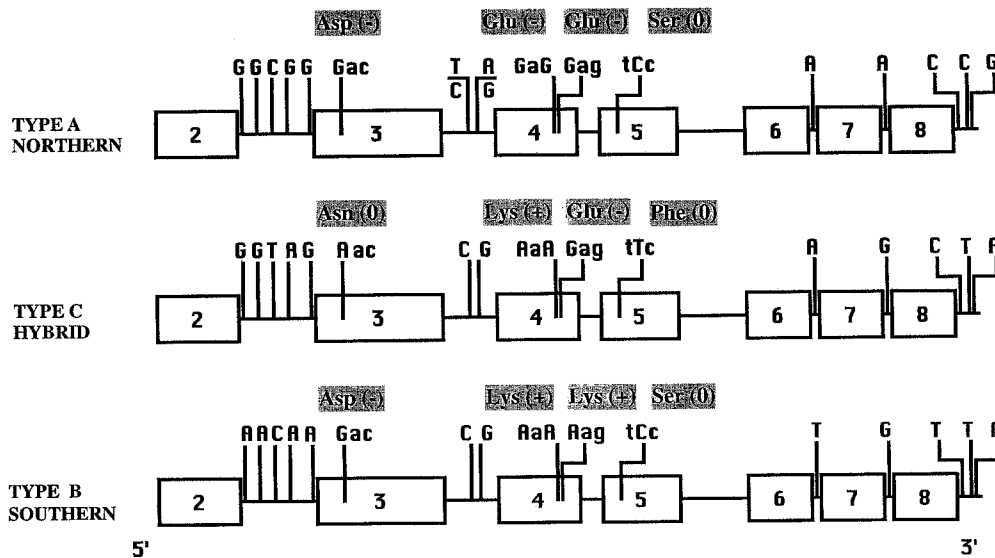 Asp (-) Glu (-) Glu (-) Ser (0)
G G C G G Gac T A GaG Gag tCc A A C C G
C G
TYPE A
NORTHERN
2 3 4 5 6 7 8
Asn (0) Lys (+) Glu (-) Phe (0)
G G T A G Aac C G AaA Gag tTc A G C T A
TYPE C
HYBRID
2 3 4 5 6 7 8
Asp (-) Lys (+) Lys (+) Ser (0)
A A C A A Gac C G AaA Aag tCc T G T T A
TYPE B
SOUTHERN
2 3 4 5 6 7 8
5' 3'